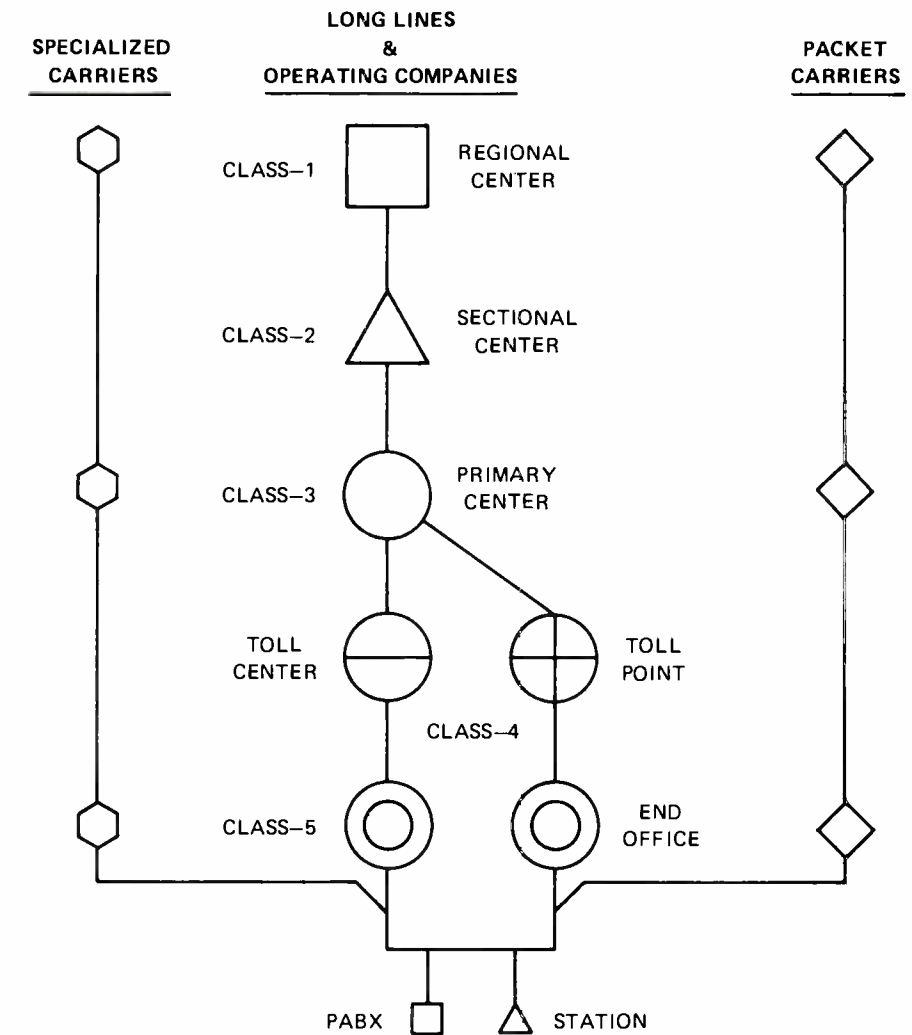 SPECIALIZED
CARRIERS
LONG LINES
&
OPERATING COMPANIES
PACKET
CARRIERS
CLASS–1
REGIONAL
CENTER
CLASS–2
SECTIONAL
CENTER
CLASS–3
PRIMARY
CENTER
TOLL
CENTER
TOLL
POINT
CLASS–4
CLASS–5
END
OFFICE
PABX
STATION